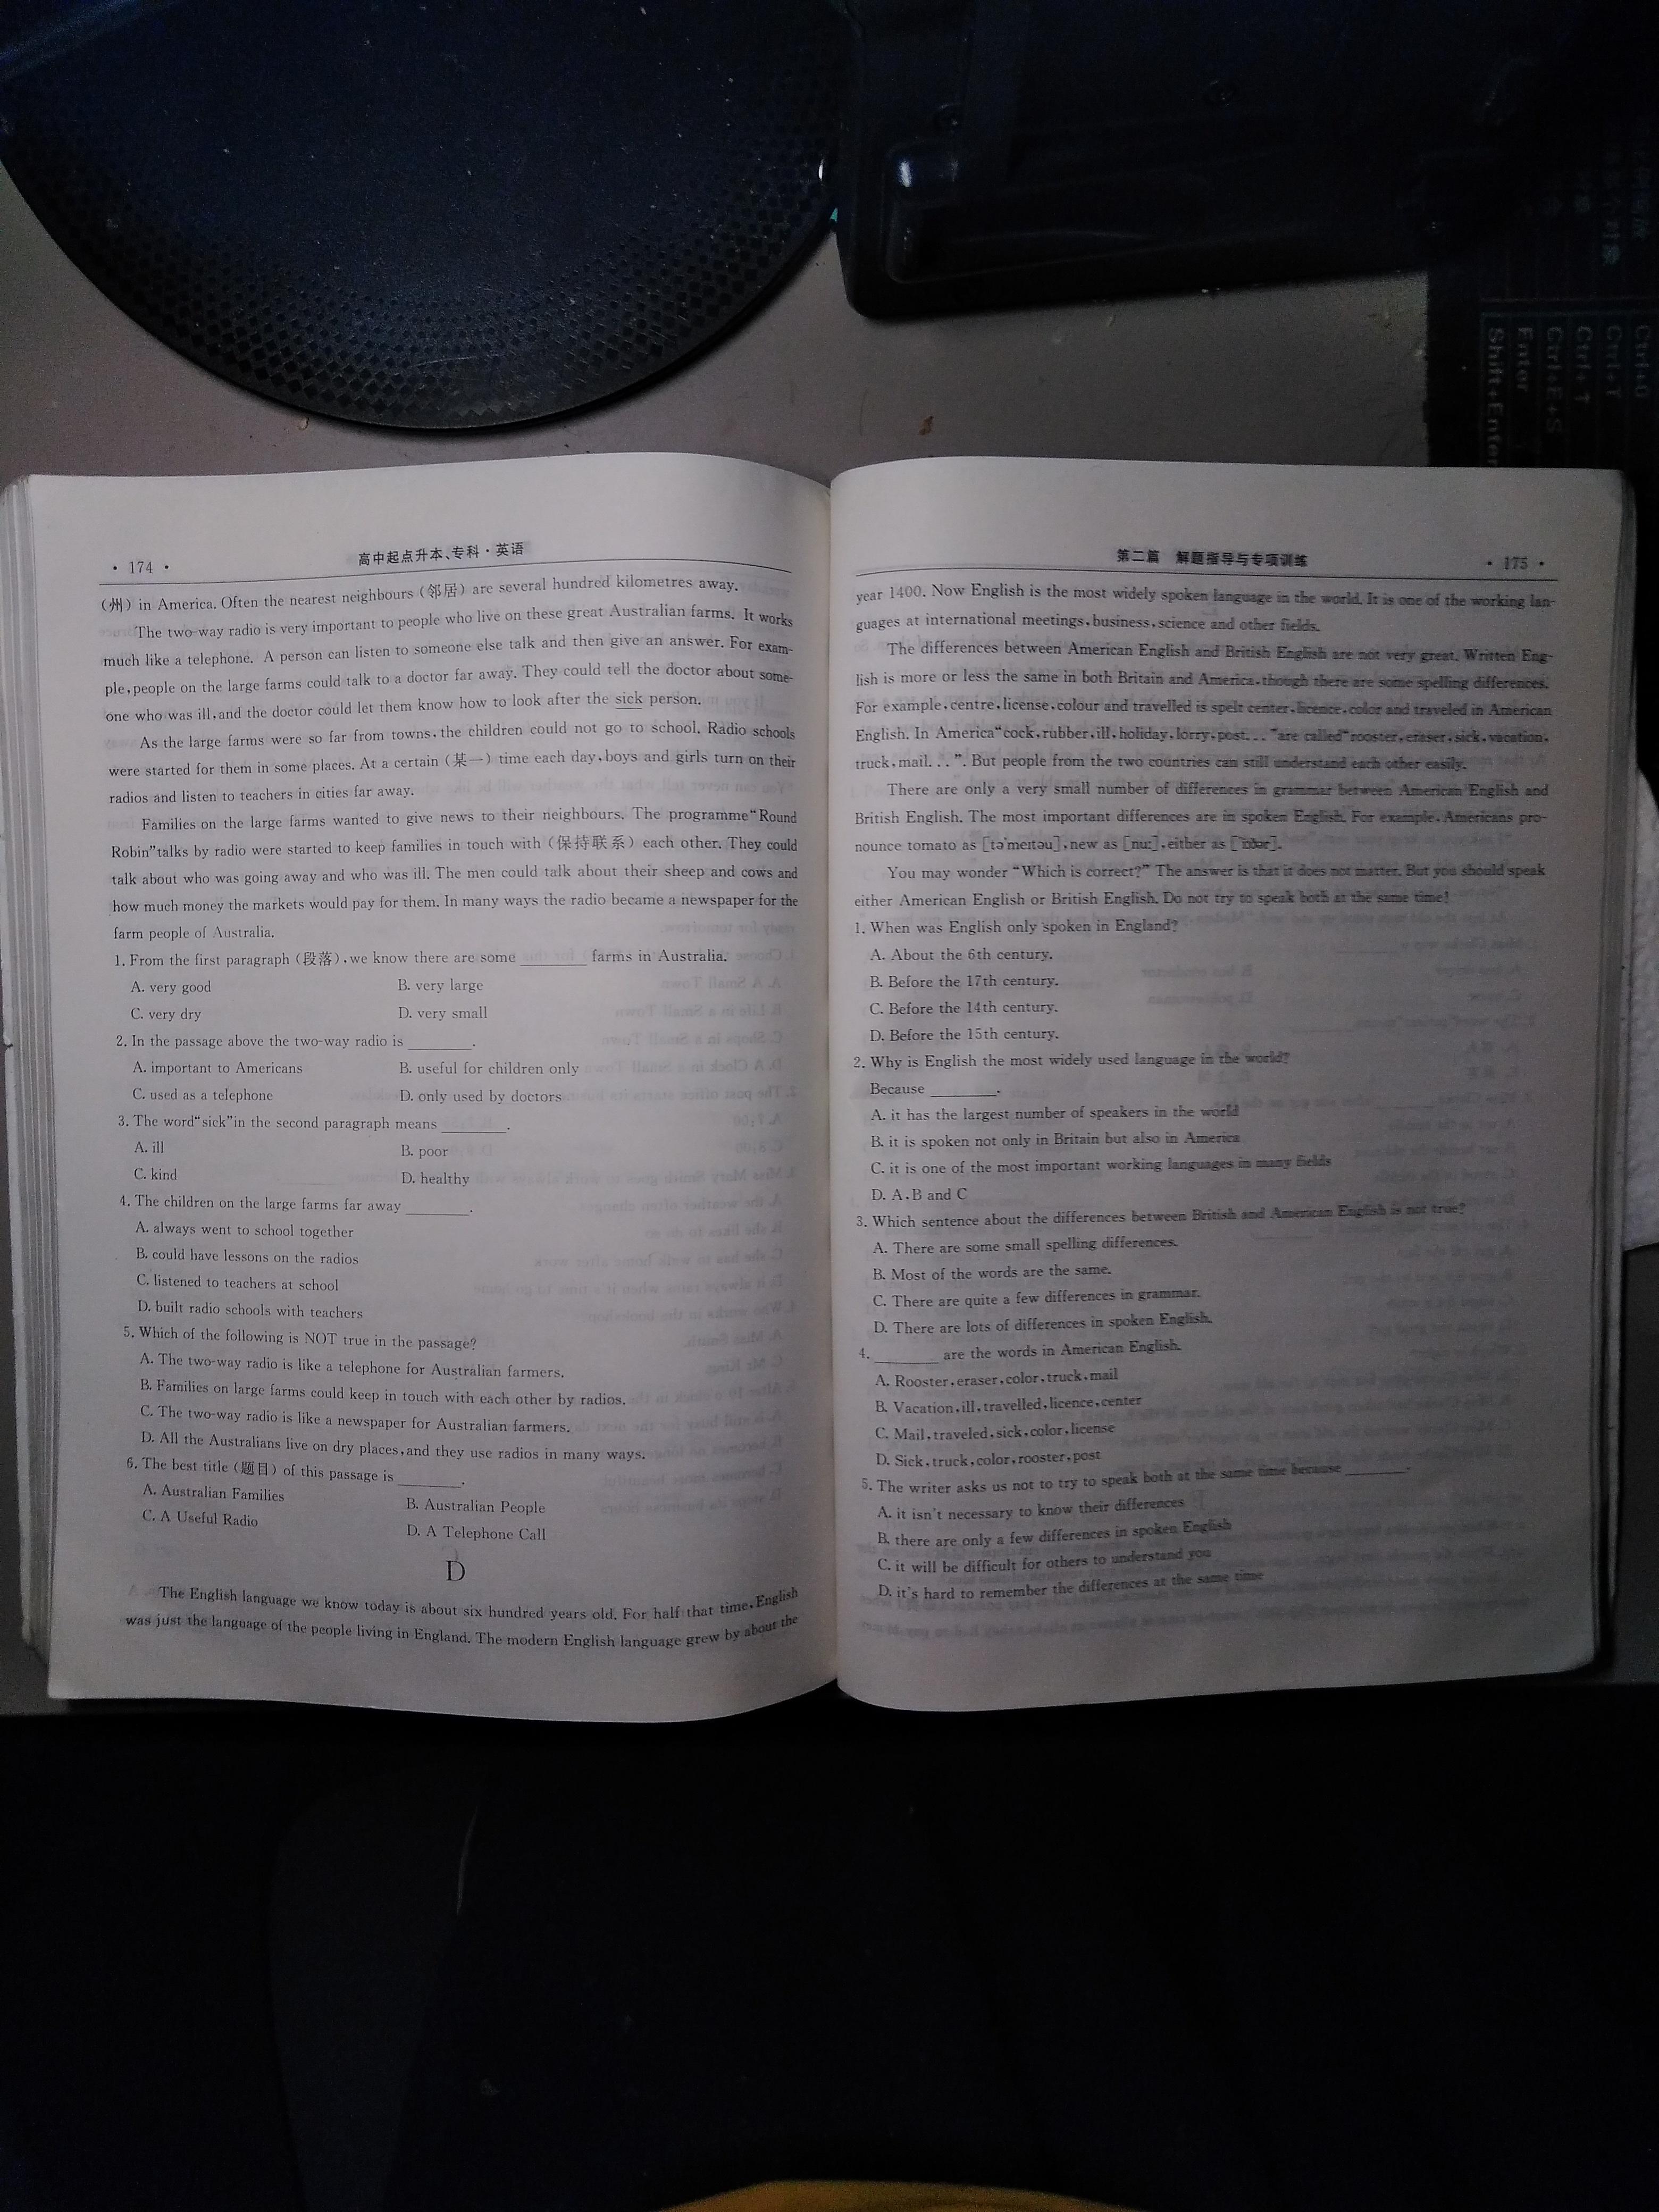 Ctrl+T
Ctrl+T
Ctrl+E+S
Enter
Shift+Enter
· 174 ·
高中起点升本、专科·英语
(州) in America. Often the nearest neighbours (邻居) are several hundred kilometres away.
The two-way radio is very important to people who live on these great Australian farms. It works
much like a telephone. A person can listen to someone else talk and then give an answer. For exam-
ple, people on the large farms could talk to a doctor far away. They could tell the doctor about some-
one who was ill, and the doctor could let them know how to look after the sick person.
As the large farms were so far from towns, the children could not go to school. Radio schools
were started for them in some places. At a certain (某一) time each day, boys and girls turn on their
radios and listen to teachers in cities far away.
Families on the large farms wanted to give news to their neighbours. The programme "Round
Robin" talks by radio were started to keep families in touch with (保持联系) each other. They could
talk about who was going away and who was ill. The men could talk about their sheep and cows and
how much money the markets would pay for them. In many ways the radio became a newspaper for the
farm people of Australia.
1. From the first paragraph (段落), we know there are some ________ farms in Australia.
A. very good B. very large
C. very dry D. very small
2. In the passage above the two-way radio is ________.
A. important to Americans B. useful for children only
C. used as a telephone D. only used by doctors
3. The word "sick" in the second paragraph means ________.
A. ill B. poor
C. kind D. healthy
4. The children on the large farms far away ________.
A. always went to school together
B. could have lessons on the radios
C. listened to teachers at school
D. built radio schools with teachers
5. Which of the following is NOT true in the passage?
A. The two-way radio is like a telephone for Australian farmers.
B. Families on large farms could keep in touch with each other by radios.
C. The two-way radio is like a newspaper for Australian farmers.
D. All the Australians live on dry places, and they use radios in many ways.
6. The best title (题目) of this passage is ________.
A. Australian Families B. Australian People
C. A Useful Radio D. A Telephone Call
D
The English language we know today is about six hundred years old. For half that time, English
was just the language of the people living in England. The modern English language grew by about the
第二篇 解题指导与专项训练
· 175 ·
year 1400. Now English is the most widely spoken language in the world. It is one of the working lan-
guages at international meetings, business, science and other fields.
The differences between American English and British English are not very great. Written Eng-
lish is more or less the same in both Britain and America, though there are some spelling differences.
For example, centre, license, colour and travelled is spelt center, licence, color and traveled in American
English. In America "cock, rubber, ill, holiday, lorry, post. . . "are called" rooster, eraser, sick, vacation,
truck, mail. . . ". But people from the two countries can still understand each other easily.
There are only a very small number of differences in grammar between American English and
British English. The most important differences are in spoken English. For example, Americans pro-
nounce tomato as [tə'meɪtəu], new as [nuː], either as
You may wonder "Which is correct?" The answer is that it does not matter. But you should speak
either American English or British English. Do not try to speak both at the same time!
1. When was English only spoken in England?
A. About the 6th century.
B. Before the 17th century.
C. Before the 14th century.
D. Before the 15th century.
2. Why is English the most widely used language in the world?
Because ________.
A. it has the largest number of speakers in the world
B. it is spoken not only in Britain but also in America
C. it is one of the most important working languages in many fields
D. A, B and C
3. Which sentence about the differences between British and American English is not true?
A. There are some small spelling differences.
B. Most of the words are the same.
C. There are quite a few differences in grammar.
D. There are lots of differences in spoken English.
4. ________ are the words in American English.
A. Rooster, eraser, color, truck, mail
B. Vacation, ill, travelled, licence, center
C. Mail, traveled, sick, color, license
D. Sick, truck, color, rooster, post
5. The writer asks us not to try to speak both at the same time because ________.
A. it isn't necessary to know their differences
B. there are only a few differences in spoken English
C. it will be difficult for others to understand you
D. it's hard to remember the differences at the same time